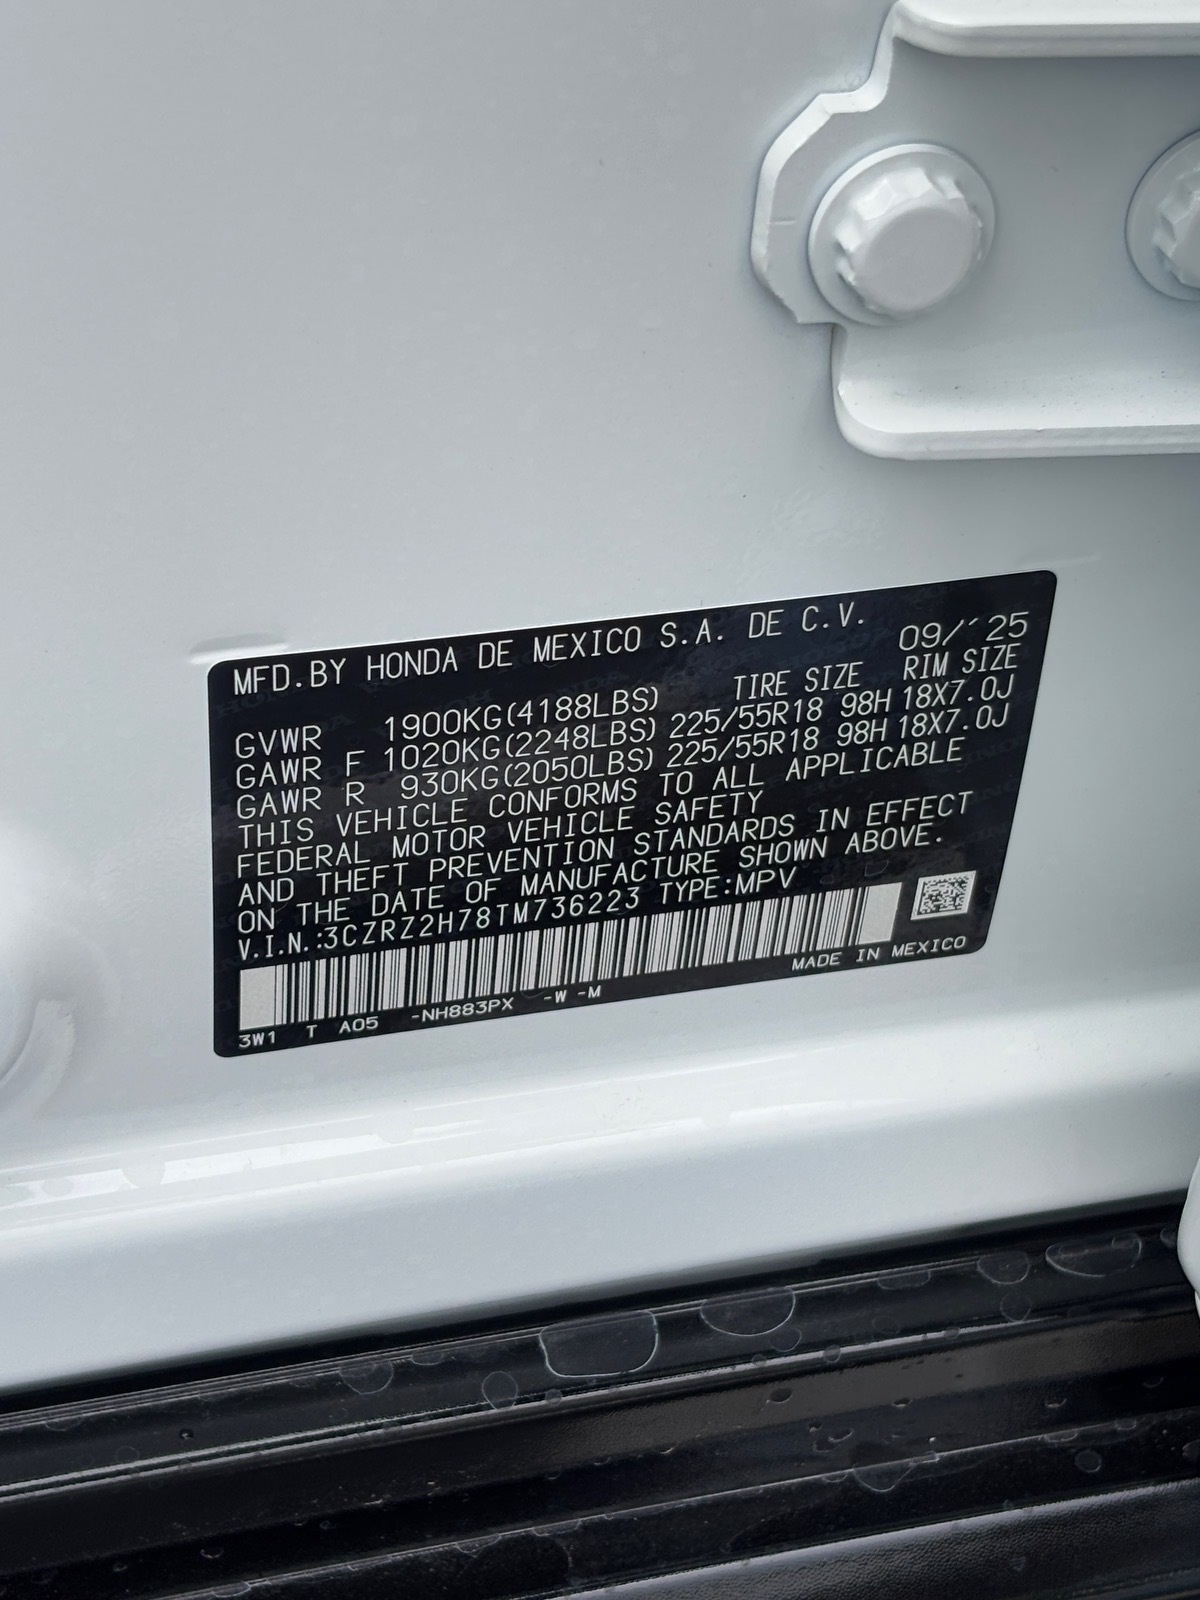 MFD.BY HONDA DE MEXICO S.A. DE C.V. 09/´25
TIRE SIZE RIM SIZE
GVWR 1900KG(4188LBS)
GAWR F 1020KG(2248LBS) 225/55R18 98H 18X7.0J
GAWR R 930KG(2050LBS) 225/55R18 98H 18X7.0J
THIS VEHICLE CONFORMS TO ALL APPLICABLE
FEDERAL MOTOR VEHICLE SAFETY
AND THEFT PREVENTION STANDARDS IN EFFECT
ON THE DATE OF MANUFACTURE SHOWN ABOVE.
V.I.N.:3CZRZ2H78TM736223 TYPE:MPV
MADE IN MEXICO
3W1 T A05 -NH883PX -W -M